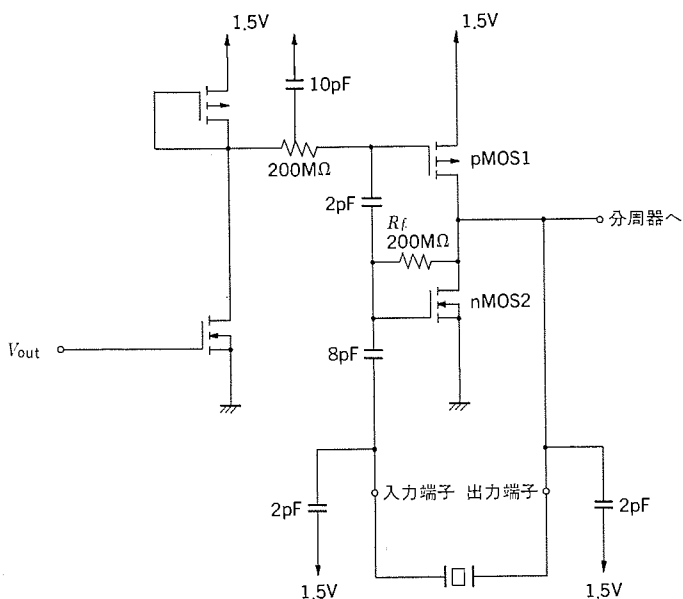 1.5V
1.5V
10pF
200MΩ
pMOS1
2pF
Rf
200MΩ
分周器へ
nMOS2
Vout
8pF
入力端子
出力端子
2pF
2pF
1.5V
1.5V